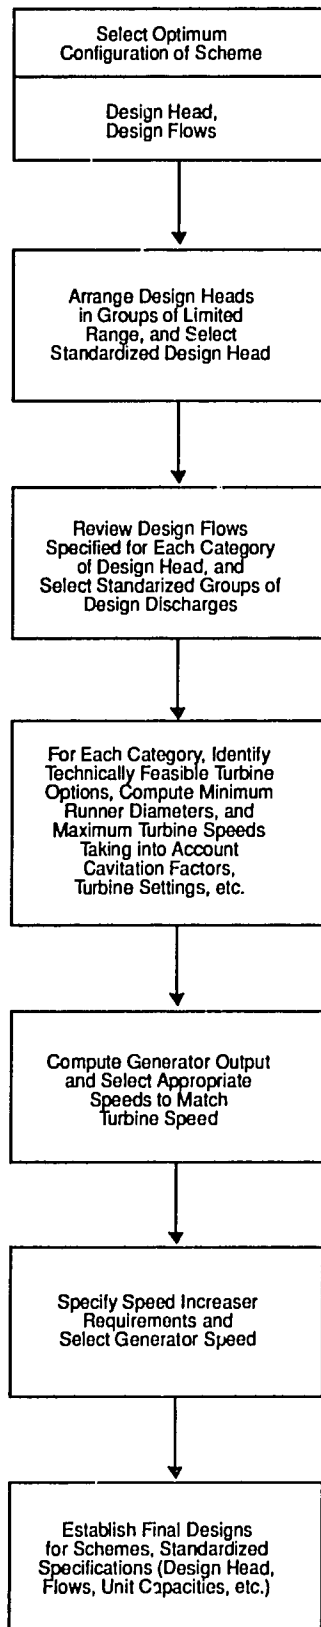 Select Optimum
Configuration of Scheme
Design Head,
Design Flows
Arrange Design Heads
in Groups of Limited
Range, and Select
Standardized Design Head
Review Design Flows
Specified for Each Category
of Design Head, and
Select Standarized Groups of
Design Discharges
For Each Category, Identify
Technically Feasible Turbine
Options, Compute Minimum
Runner Diameters, and
Maximum Turbine Speeds
Taking into Account
Cavitation Factors,
Turbine Settings, etc.
Compute Generator Output
and Select Appropriate
Speeds to Match
Turbine Speed
Specify Speed Increaser
Requirements and
Select Generator Speed
Establish Final Designs
for Schemes, Standardized
Specifications (Design Head,
Flows, Unit Capacities, etc.)